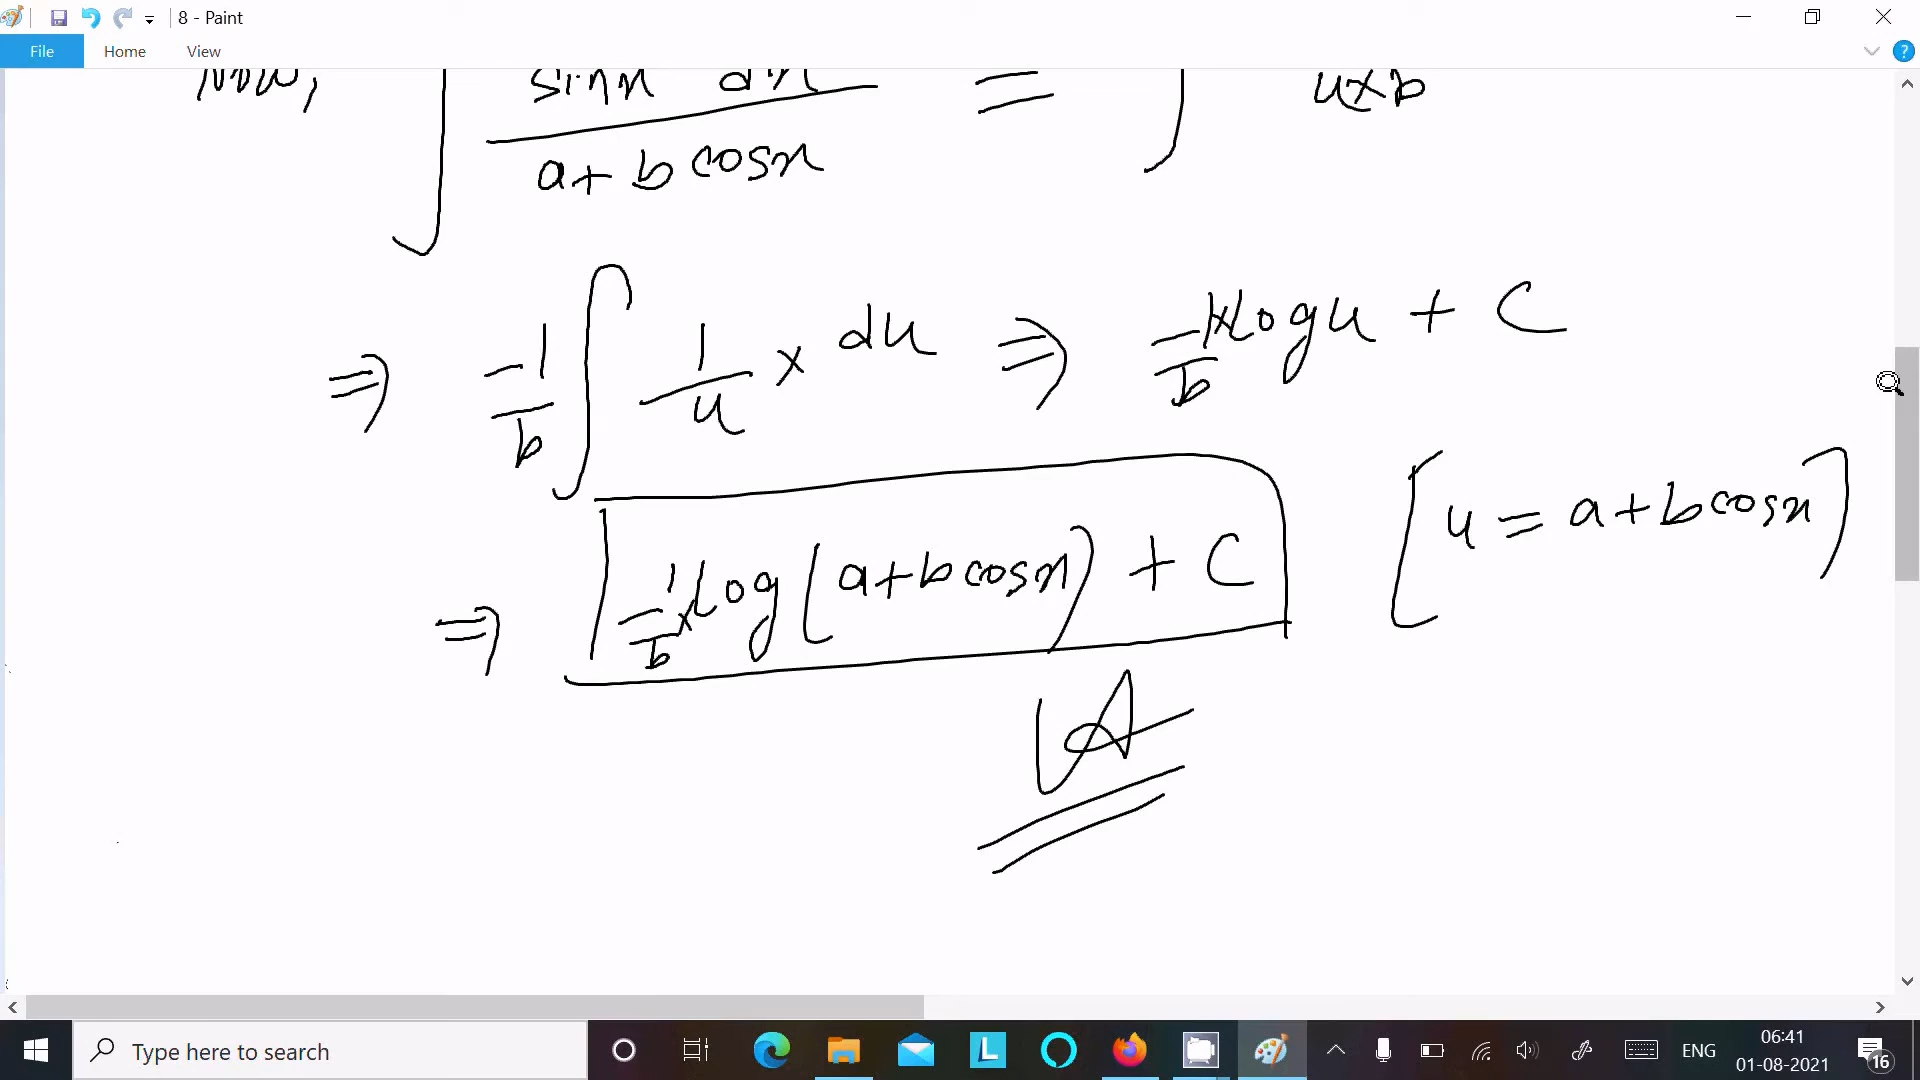 8 - Paint
File Home View
Now, ∫ sinx dx / a+b cosx = ∫ u×b
⇒ -1/b ∫ 1/u × du ⇒ -1/b × log u + C
⇒ -1/b × log(a+b cosx) + C [u = a+b cosx]
A
Type here to search
L
ENG
06:41
01-08-2021
16